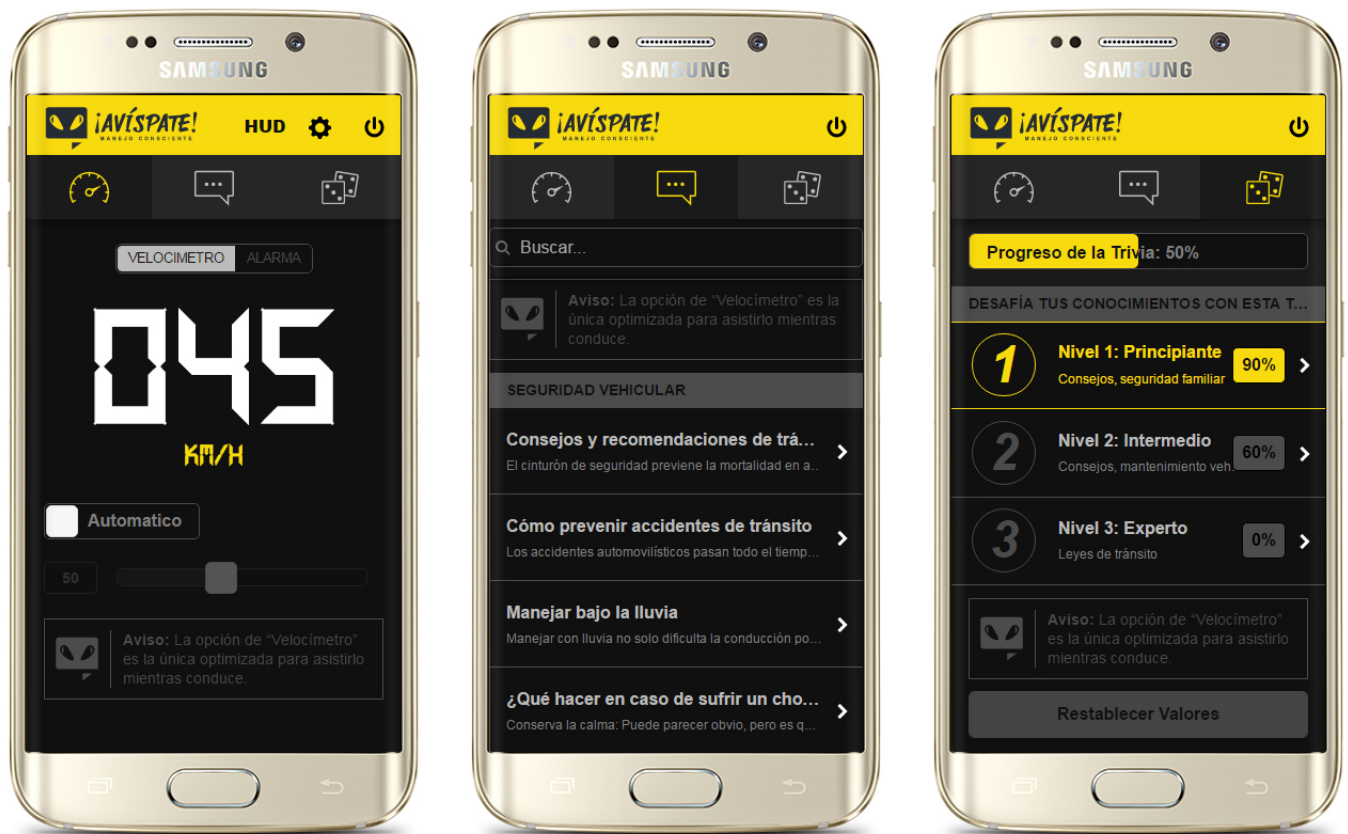 SAMSUNG
¡AVÍSPATE!
MANEJO CONSCIENTE
HUD
VELOCIMETRO
ALARMA
045
KM/H
Automatico
50
Aviso: La opción de “Velocímetro”
es la única optimizada para asistirlo
mientras conduce.
SAMSUNG
¡AVÍSPATE!
MANEJO CONSCIENTE
Buscar...
Aviso: La opción de “Velocímetro” es la
única optimizada para asistirlo mientras
conduce.
SEGURIDAD VEHICULAR
Consejos y recomendaciones de trá...
El cinturón de seguridad previene la mortalidad en a..
Cómo prevenir accidentes de tránsito
Los accidentes automovilísticos pasan todo el tiemp...
Manejar bajo la lluvia
Manejar con lluvia no solo dificulta la conducción po...
¿Qué hacer en caso de sufrir un cho...
Conserva la calma: Puede parecer obvio, pero es q...
SAMSUNG
¡AVÍSPATE!
MANEJO CONSCIENTE
Progreso de la Trivia: 50%
DESAFÍA TUS CONOCIMIENTOS CON ESTA T...
1
Nivel 1: Principiante
Consejos, seguridad familiar
90%
2
Nivel 2: Intermedio
Consejos, mantenimiento veh.
60%
3
Nivel 3: Experto
Leyes de tránsito
0%
Aviso: La opción de “Velocímetro”
es la única optimizada para asistirlo
mientras conduce.
Restablecer Valores